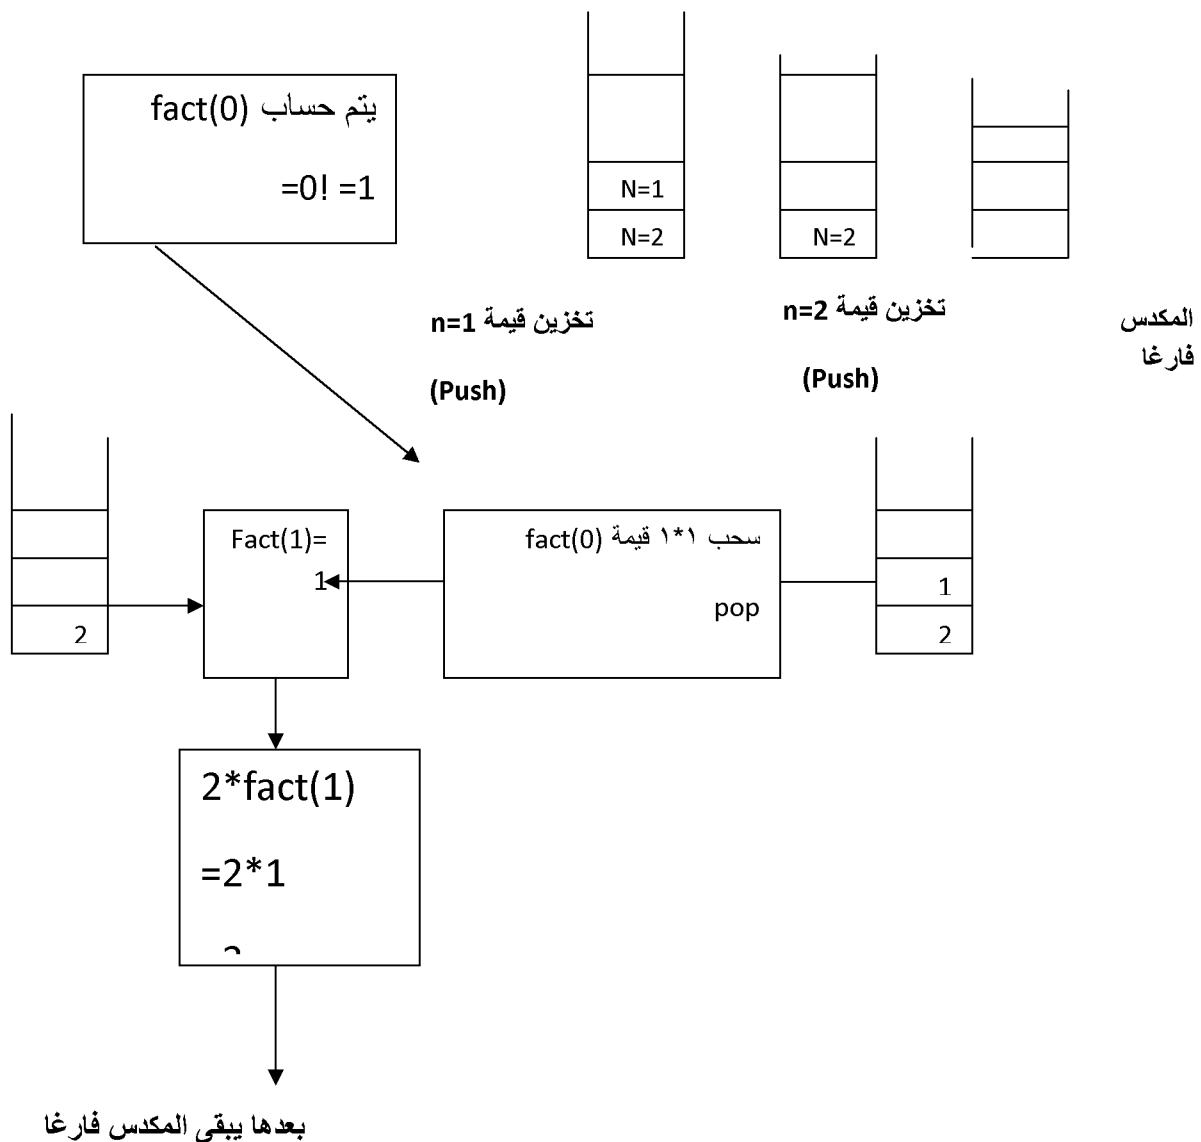 يتم حساب fact(0)
=0! =1
N=1
N=2
N=2
تخزين قيمة n=1
(Push)
تخزين قيمة n=2
(Push)
المكدس
فارغا
2
Fact(1)=
1
سحب ١*١ قيمة fact(0)
pop
1
2
2*fact(1)
=2*1
بعدها يبقى المكدس فارغا